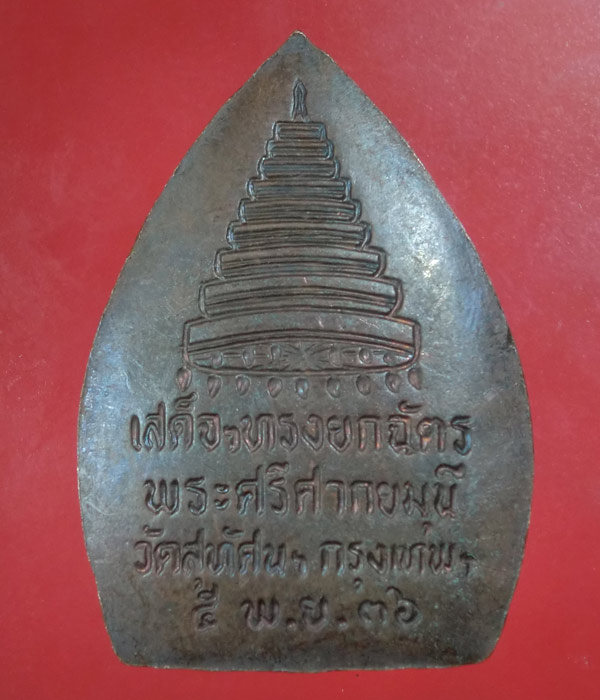 เสด็จฯทรงยกฉัตร
พระศรีศากยมุนี
วัดสุทัศนฯ กรุงเทพฯ
๕ พ.ย. ๓๖